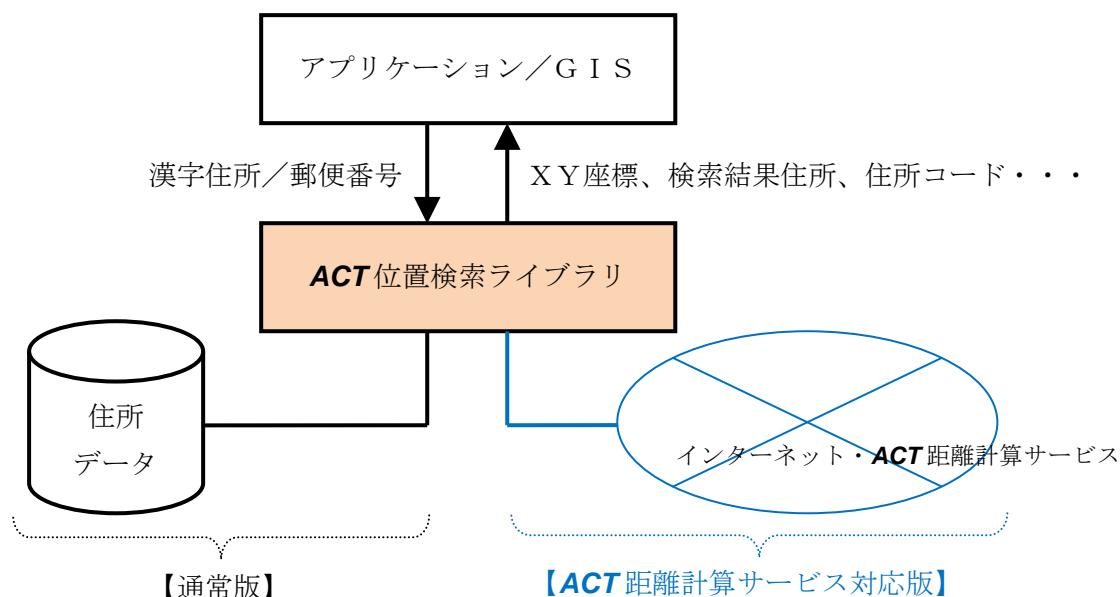 アプリケーション／ＧＩＳ
漢字住所／郵便番号
ＸＹ座標、検索結果住所、住所コード・・・
ACT位置検索ライブラリ
住所
データ
インターネット・ACT距離計算サービス
【通常版】
【ACT距離計算サービス対応版】